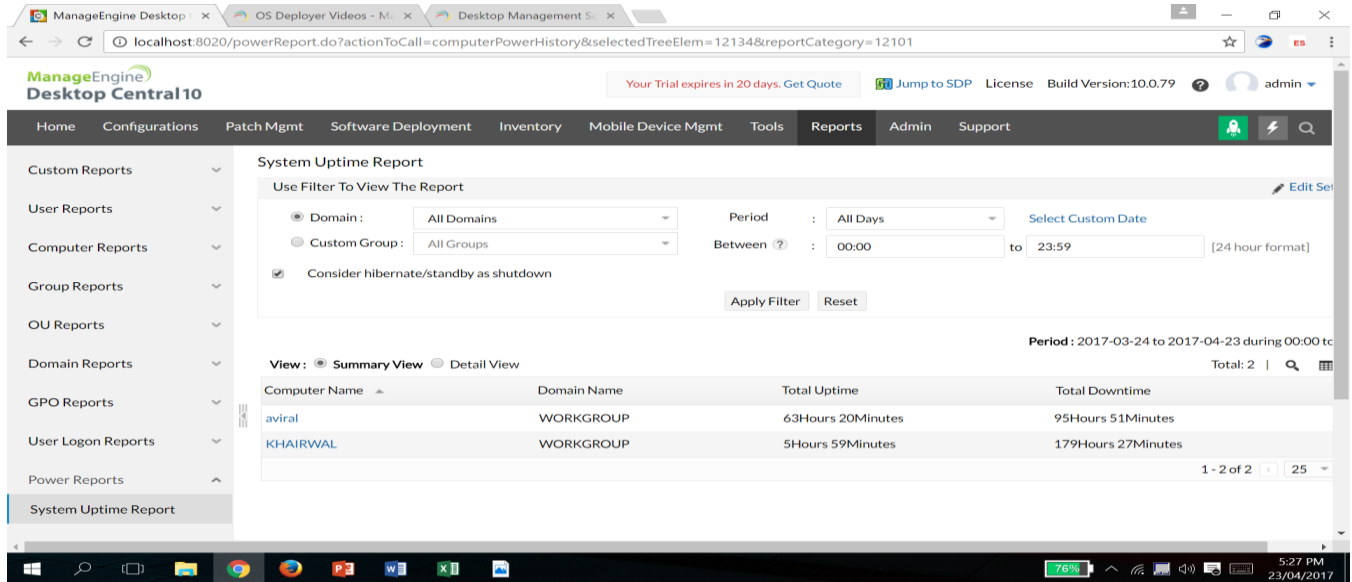 ManageEngine Desktop
OS Deployer Videos - Ma
Desktop Management So
localhost:8020/powerReport.do?actionToCall=computerPowerHistory&selectedTreeElem=12134&reportCategory=12101
ES
ManageEngine
Desktop Central 10
Your Trial expires in 20 days. Get Quote
Jump to SDP License Build Version:10.0.79 ? admin
Home Configurations Patch Mgmt Software Deployment Inventory Mobile Device Mgmt Tools Reports Admin Support
Custom Reports
User Reports
Computer Reports
Group Reports
OU Reports
Domain Reports
GPO Reports
User Logon Reports
Power Reports
System Uptime Report
System Uptime Report
Use Filter To View The Report
Edit Set
Domain : All Domains Period : All Days Select Custom Date
Custom Group : All Groups Between ? : 00:00 to 23:59 [24 hour format]
Consider hibernate/standby as shutdown
Apply Filter Reset
Period : 2017-03-24 to 2017-04-23 during 00:00 to
View : Summary View Detail View
Total: 2 |
Computer Name Domain Name Total Uptime Total Downtime
aviral WORKGROUP 63Hours 20Minutes 95Hours 51Minutes
KHAIRWAL WORKGROUP 5Hours 59Minutes 179Hours 27Minutes
1 - 2 of 2 25
76%
5:27 PM
23/04/2017